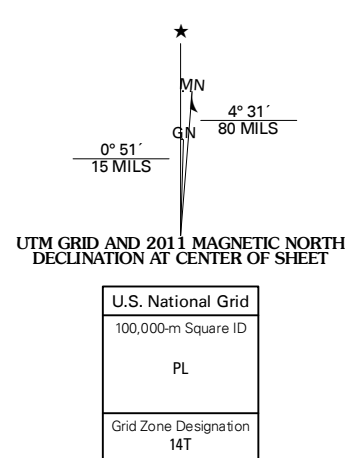 ★
MN
4° 31´
80 MILS
GN
0° 51´
15 MILS
UTM GRID AND 2011 MAGNETIC NORTH
DECLINATION AT CENTER OF SHEET
U.S. National Grid
100,000-m Square ID
PL
Grid Zone Designation
14T